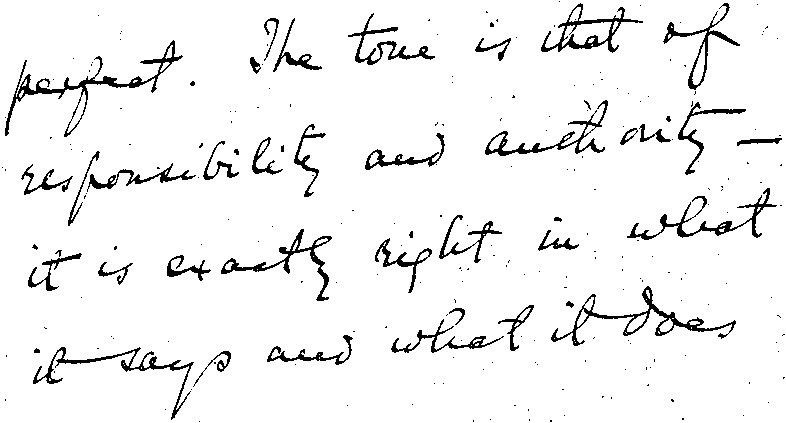 perfect. The tone is that of
responsibility and authority —
it is exactly right in what
it says and what it does